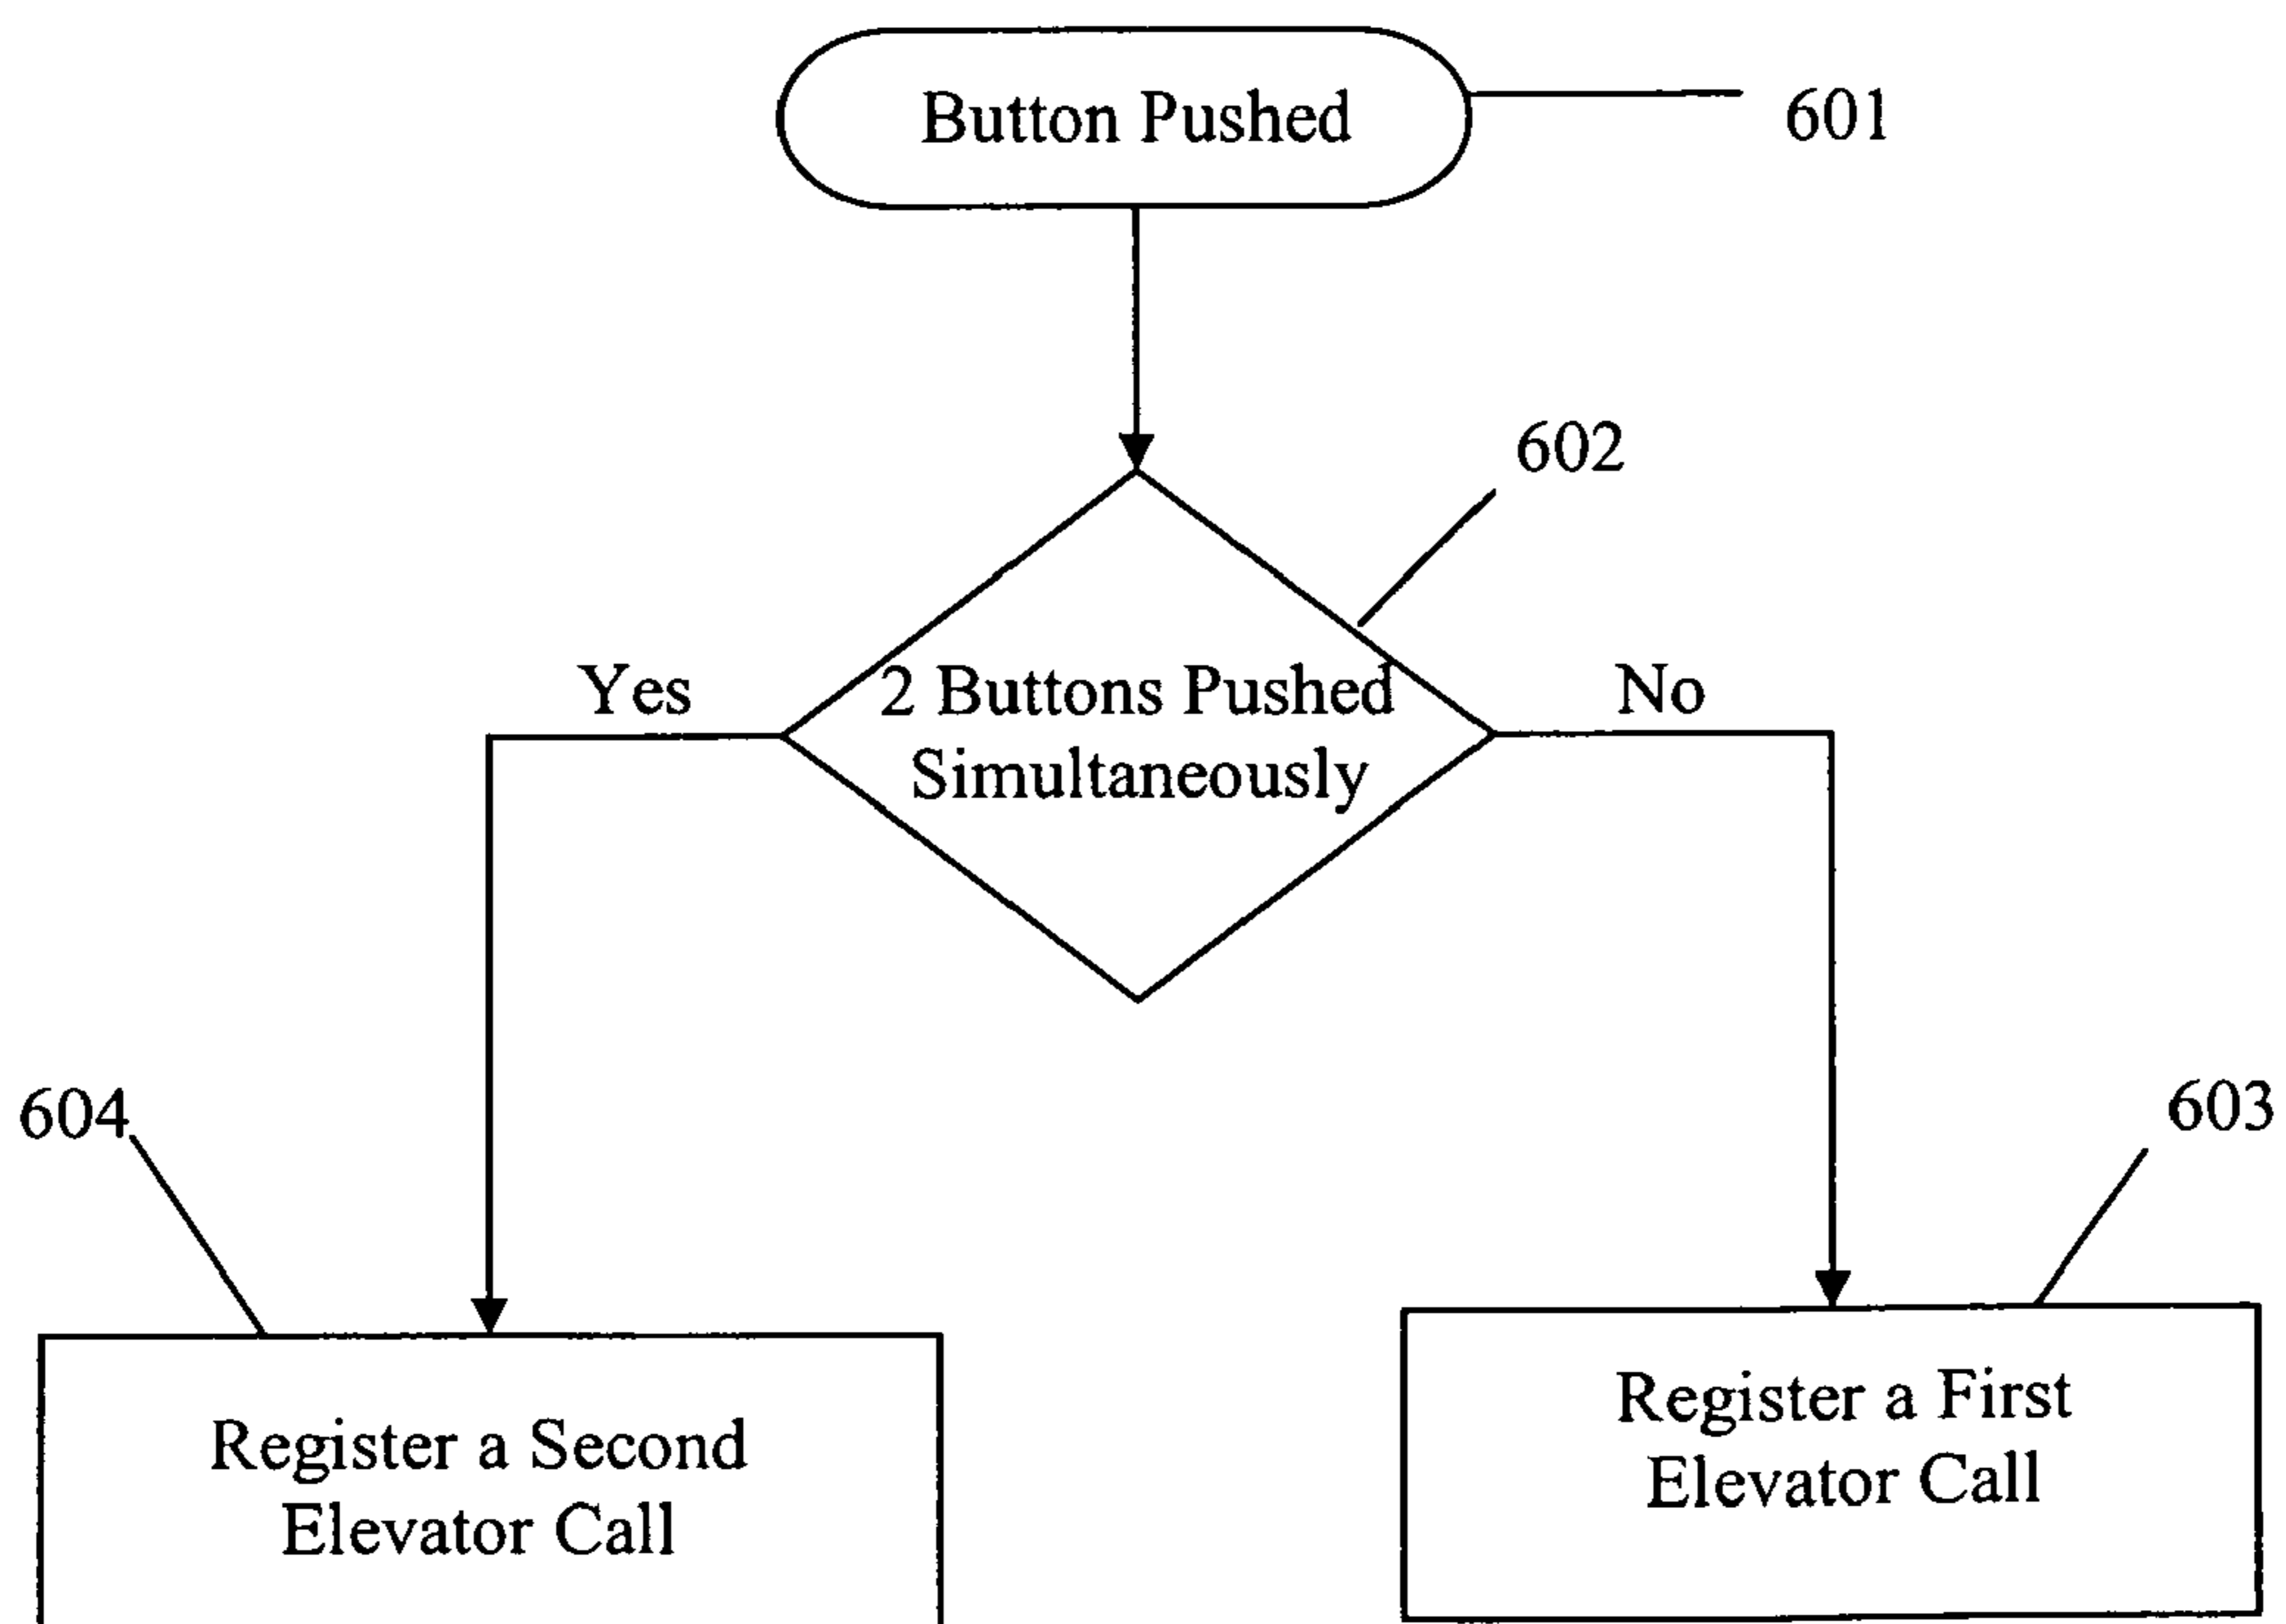 Button Pushed
601
602
Yes
2 Buttons Pushed
Simultaneously
No
604
603
Register a Second
Elevator Call
Register a First
Elevator Call